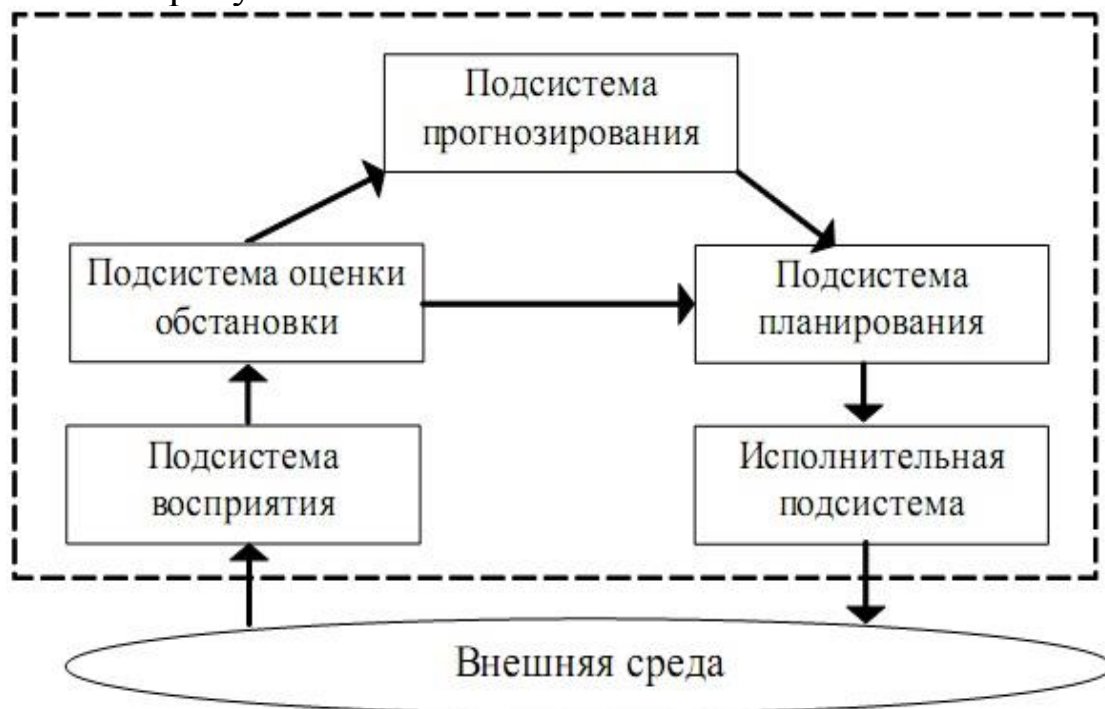 Подсистема
прогнозирования
Подсистема оценки
обстановки
Подсистема
планирования
Подсистема
восприятия
Исполнительная
подсистема
Внешняя среда